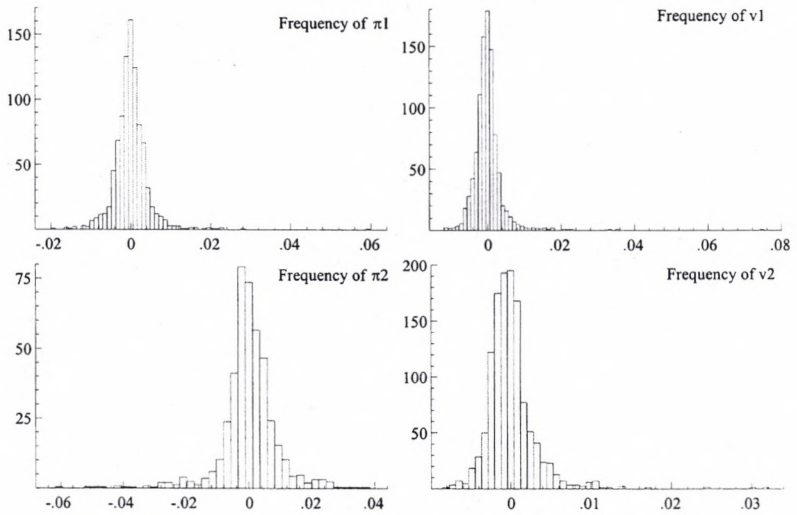 Frequency of π1
150
100
50
-.02 0 .02 .04 .06
Frequency of v1
150
100
50
0 .02 .04 .06 .08
Frequency of π2
75
50
25
-.06 -.04 -.02 0 .02 .04
Frequency of v2
200
150
100
50
0 .01 .02 .03